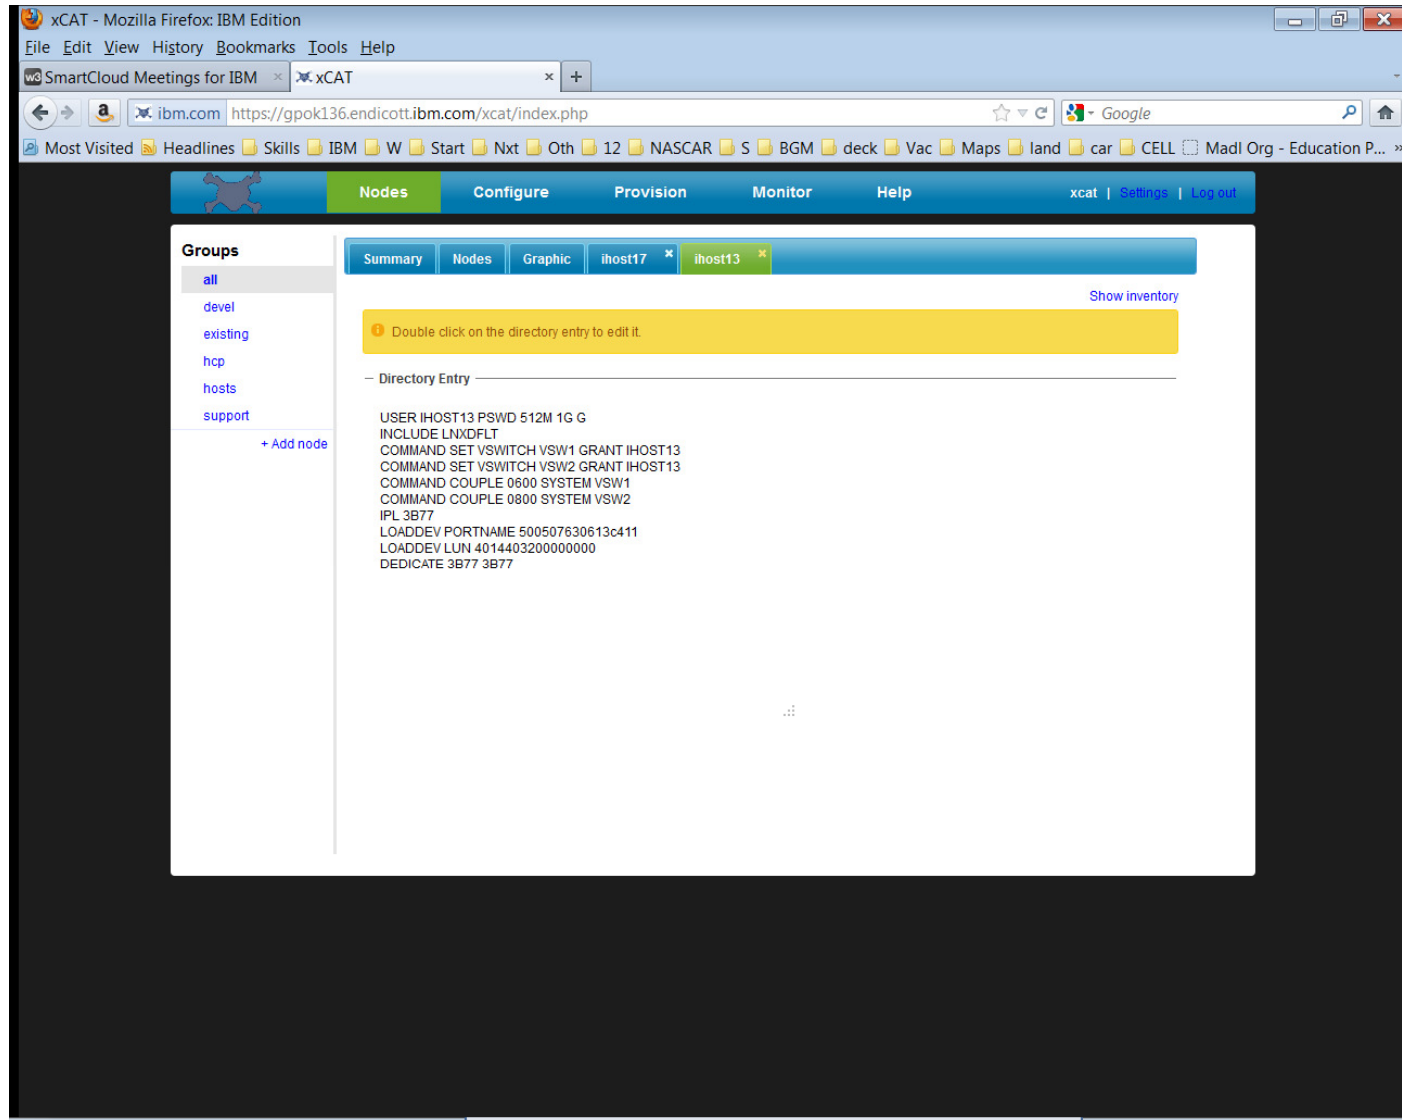 xCAT - Mozilla Firefox: IBM Edition
File Edit View History Bookmarks Tools Help
w3 SmartCloud Meetings for IBM × xCAT × +
a ibm.com https://gpok136.endicott.ibm.com/xcat/index.php Google
Most Visited Headlines Skills IBM W Start Nxt Oth 12 NASCAR S BGM deck Vac Maps land car CELL Madl Org - Education P... »
Nodes Configure Provision Monitor Help xcat | Settings | Log out
Groups
all
devel
existing
hcp
hosts
support
+ Add node
Summary Nodes Graphic ihost17 × ihost13 ×
Show inventory
Double click on the directory entry to edit it.
Directory Entry
USER IHOST13 PSWD 512M 1G G
INCLUDE LNXDFLT
COMMAND SET VSWITCH VSW1 GRANT IHOST13
COMMAND SET VSWITCH VSW2 GRANT IHOST13
COMMAND COUPLE 0600 SYSTEM VSW1
COMMAND COUPLE 0800 SYSTEM VSW2
IPL 3B77
LOADDEV PORTNAME 500507630613c411
LOADDEV LUN 4014403200000000
DEDICATE 3B77 3B77